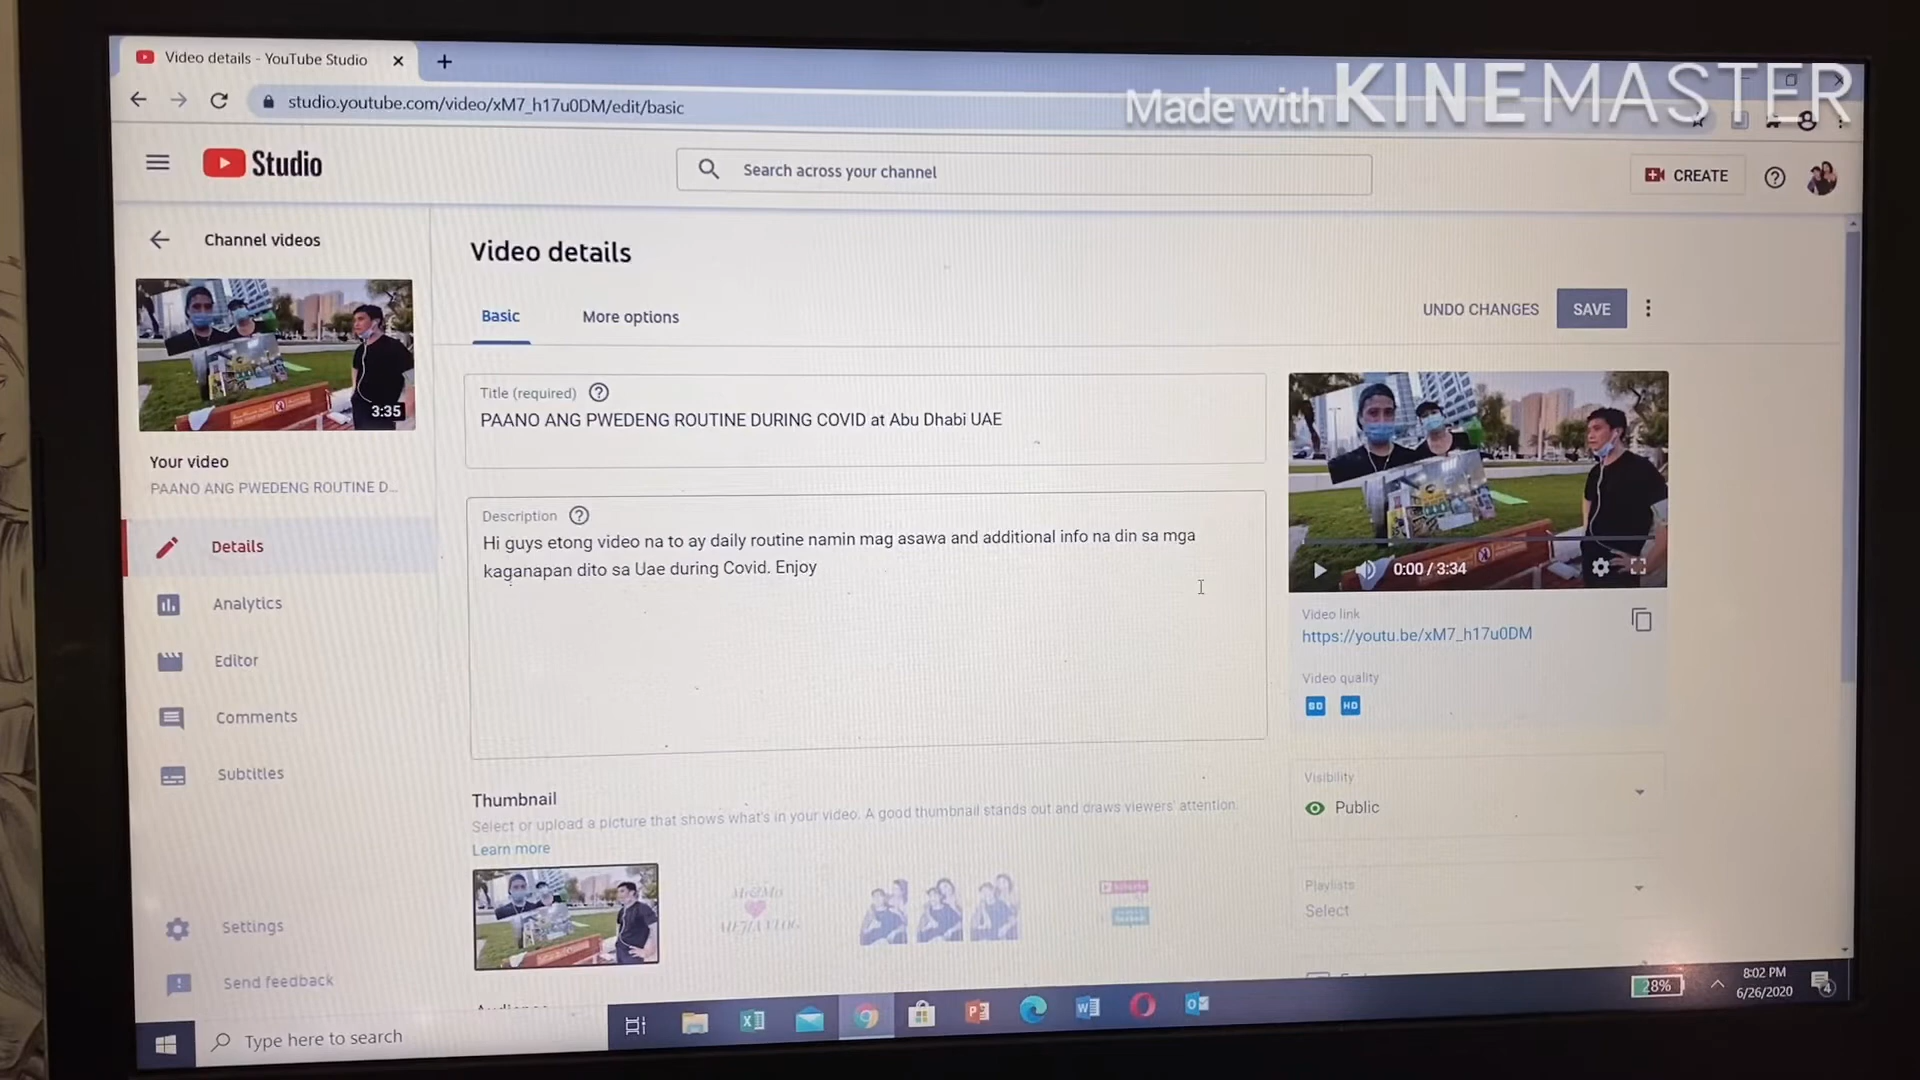 Video details - YouTube Studio
Made with KINEMASTER
studio.youtube.com/video/xM7_h17u0DM/edit/basic
Studio
Search across your channel
CREATE
Channel videos
3:35
Your video
PAANO ANG PWEDENG ROUTINE D...
Details
Analytics
Editor
Comments
Subtitles
Settings
Send feedback
Video details
Basic
More options
UNDO CHANGES
SAVE
Title (required)
PAANO ANG PWEDENG ROUTINE DURING COVID at Abu Dhabi UAE
Description
Hi guys etong video na to ay daily routine namin mag asawa and additional info na din sa mga
kaganapan dito sa Uae during Covid. Enjoy
Thumbnail
Select or upload a picture that shows what's in your video. A good thumbnail stands out and draws viewers' attention.
Learn more
0:00 / 3:34
Video link
https://youtu.be/xM7_h17u0DM
Video quality
SD HD
Visibility
Public
Playlists
Select
Type here to search
28%
8:02 PM
6/26/2020
4